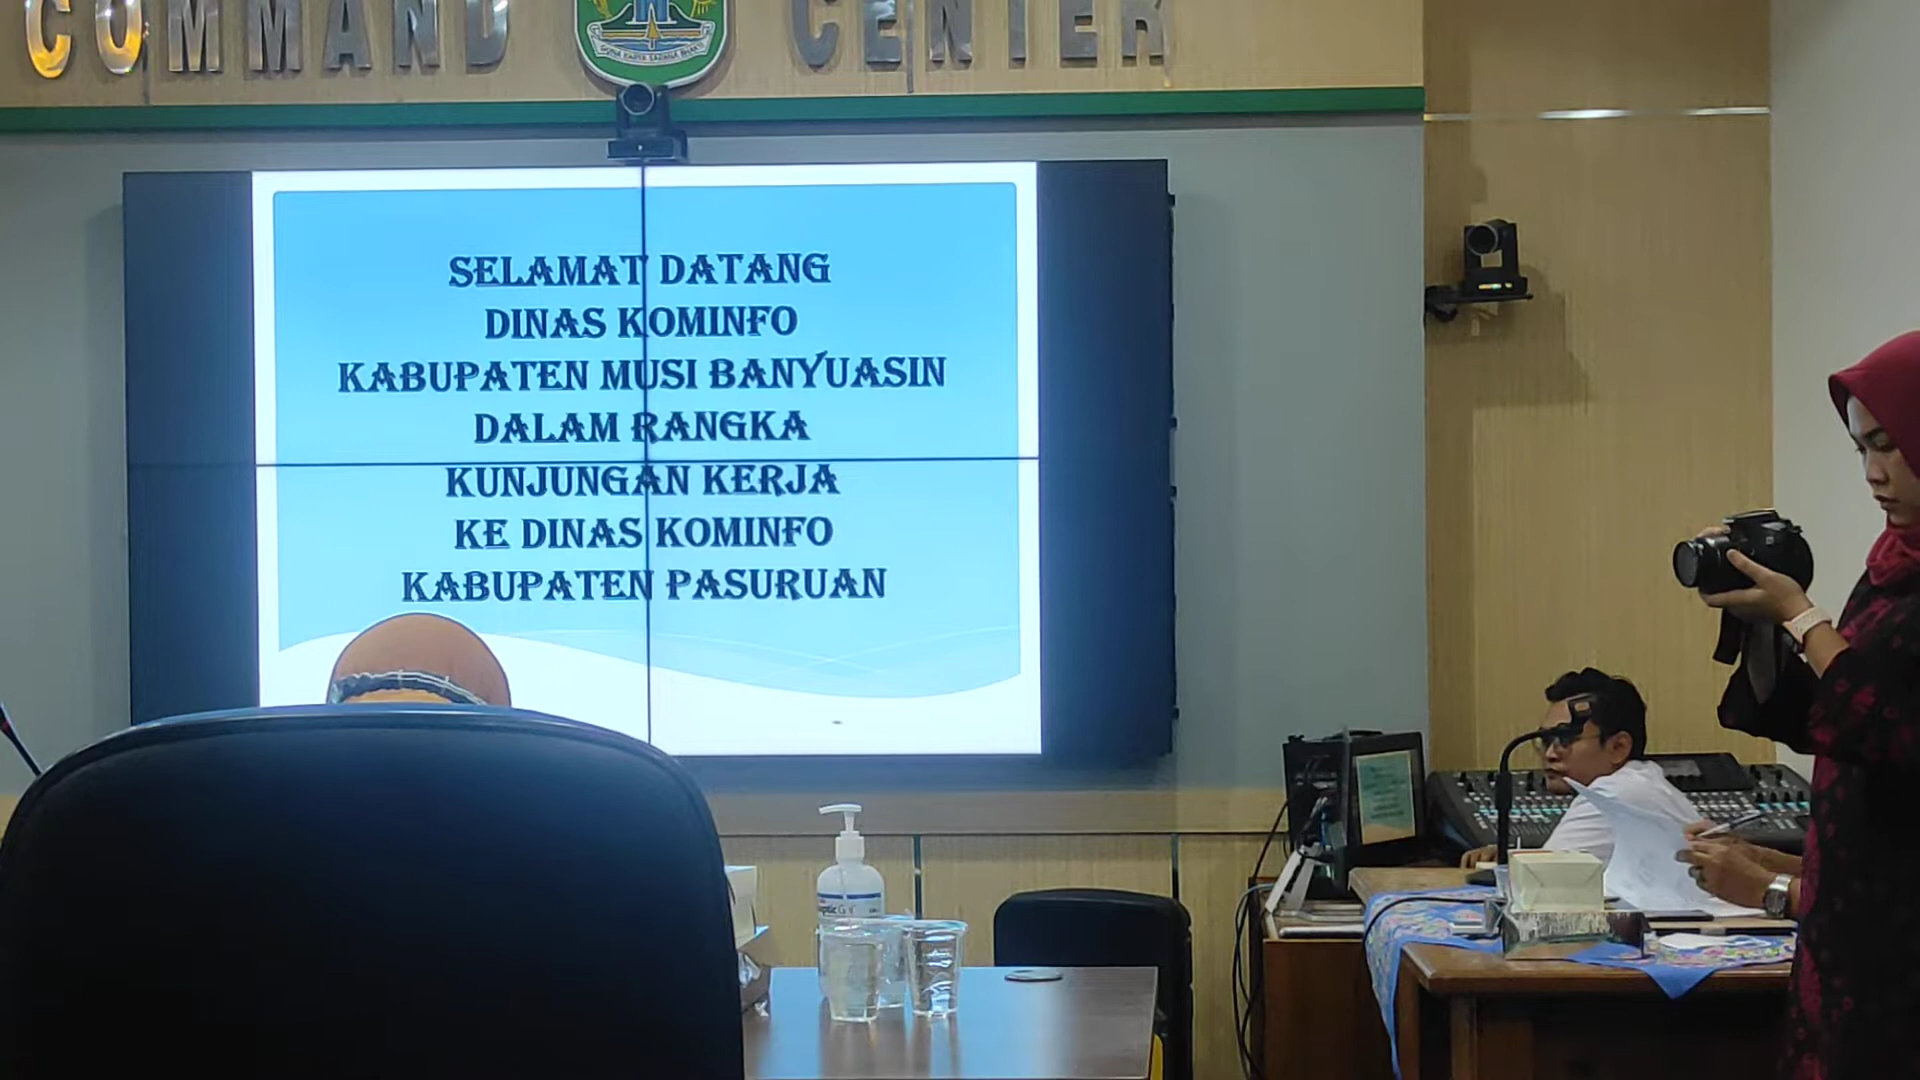 COMMAND CENTER
SELAMAT DATANG
DINAS KOMINFO
KABUPATEN MUSI BANYUASIN
DALAM RANGKA
KUNJUNGAN KERJA
KE DINAS KOMINFO
KABUPATEN PASURUAN